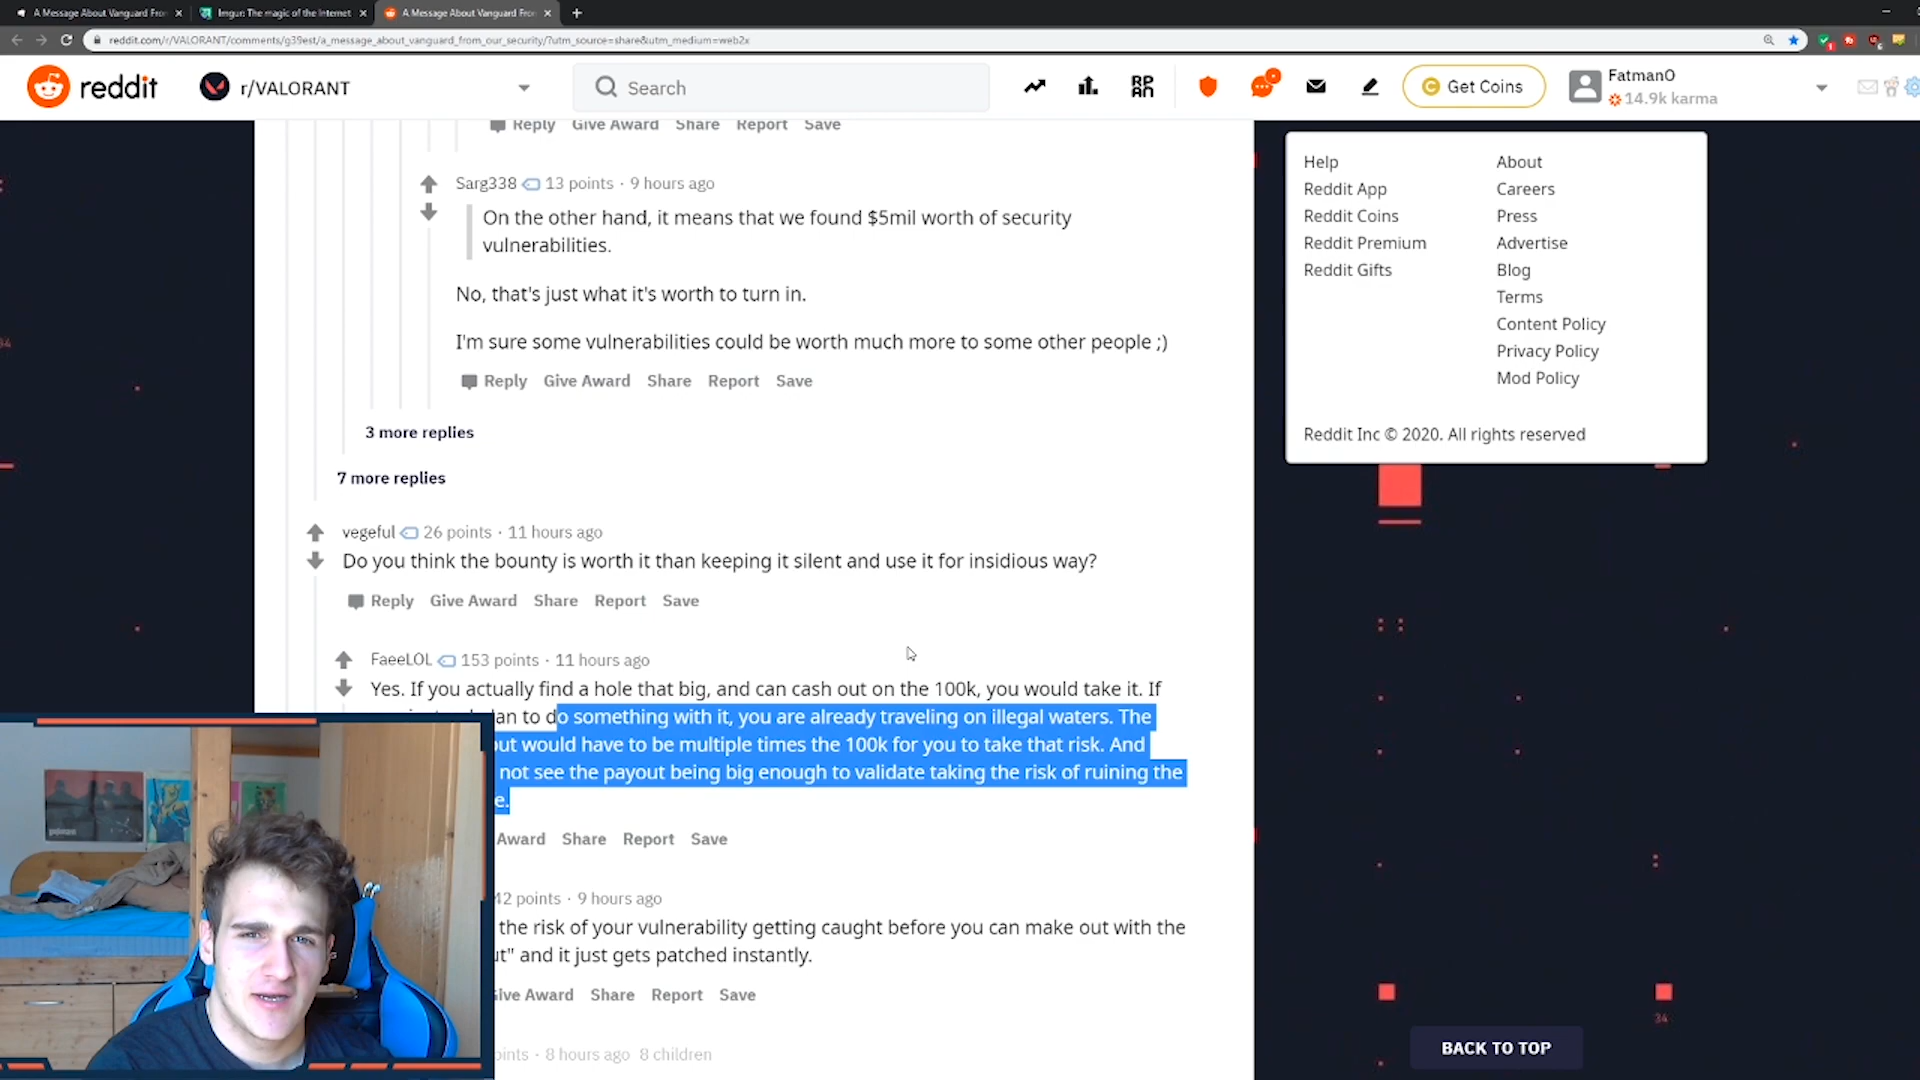 A Message About Vanguard From
Imgur: The magic of the Internet
A Message About Vanguard From
reddit.com/r/VALORANT/comments/g39est/a_message_about_vanguard_from_our_security/?utm_source=share&utm_medium=web2x
reddit
r/VALORANT
Search
Get Coins
FatmanO
14.9k karma
Reply Give Award Share Report Save
Sarg338 13 points · 9 hours ago
On the other hand, it means that we found $5mil worth of security
vulnerabilities.
No, that's just what it's worth to turn in.
I'm sure some vulnerabilities could be worth much more to some other people ;)
Reply Give Award Share Report Save
3 more replies
7 more replies
vegeful 26 points · 11 hours ago
Do you think the bounty is worth it than keeping it silent and use it for insidious way?
Reply Give Award Share Report Save
FaeeLOL 153 points · 11 hours ago
Yes. If you actually find a hole that big, and can cash out on the 100k, you would take it. If
to do something with it, you are already traveling on illegal waters. The
would have to be multiple times the 100k for you to take that risk. And
not see the payout being big enough to validate taking the risk of ruining the
e.
Award Share Report Save
42 points · 9 hours ago
the risk of your vulnerability getting caught before you can make out with the
" and it just gets patched instantly.
Give Award Share Report Save
8 hours ago 8 children
Help
Reddit App
Reddit Coins
Reddit Premium
Reddit Gifts
About
Careers
Press
Advertise
Blog
Terms
Content Policy
Privacy Policy
Mod Policy
Reddit Inc © 2020. All rights reserved
34
BACK TO TOP